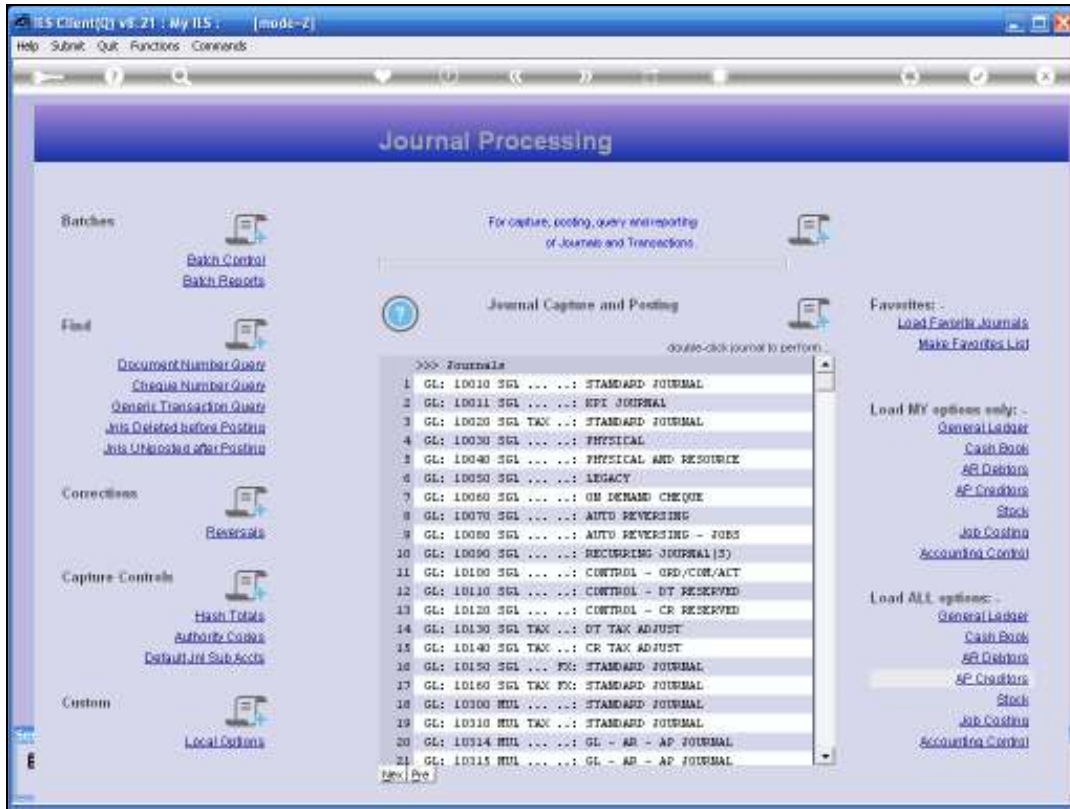 IES Client(Q) v8.21 : My IES : [mode=2]
Help Submit Quit Functions Commands
Journal Processing
Batches
Batch Control
Batch Reports
Find
Document Number Query
Cheque Number Query
Generic Transaction Query
Jnls Deleted before Posting
Jnls UNposted after Posting
Corrections
Reversals
Capture Controls
Hash Totals
Authority Codes
Default Jnl Sub Accts
Custom
Local Options
For capture, posting, query and reporting
of Journals and Transactions.
Journal Capture and Posting
double-click journal to perform...
>>> Journals
1 GL: 10010 SGL ... ..: STANDARD JOURNAL
2 GL: 10011 SGL ... ..: KPI JOURNAL
3 GL: 10020 SGL TAX ..: STANDARD JOURNAL
4 GL: 10030 SGL ... ..: PHYSICAL
5 GL: 10040 SGL ... ..: PHYSICAL AND RESOURCE
6 GL: 10050 SGL ... ..: LEGACY
7 GL: 10060 SGL ... ..: ON DEMAND CHEQUE
8 GL: 10070 SGL ... ..: AUTO REVERSING
9 GL: 10080 SGL ... ..: AUTO REVERSING - JOBS
10 GL: 10090 SGL ... ..: RECURRING JOURNAL(S)
11 GL: 10100 SGL ... ..: CONTROL - ORD/COM/ACT
12 GL: 10110 SGL ... ..: CONTROL - DT RESERVED
13 GL: 10120 SGL ... ..: CONTROL - CR RESERVED
14 GL: 10130 SGL TAX ..: DT TAX ADJUST
15 GL: 10140 SGL TAX ..: CR TAX ADJUST
16 GL: 10150 SGL ... FX: STANDARD JOURNAL
17 GL: 10160 SGL TAX FX: STANDARD JOURNAL
18 GL: 10300 MUL ... ..: STANDARD JOURNAL
19 GL: 10310 MUL TAX ..: STANDARD JOURNAL
20 GL: 10314 MUL ... ..: GL - AR - AP JOURNAL
21 GL: 10315 MUL ... ..: GL - AR - AP JOURNAL
Nex Pre
Favorites: -
Load Favorite Journals
Make Favorites List
Load MY options only: -
General Ledger
Cash Book
AR Debtors
AP Creditors
Stock
Job Costing
Accounting Control
Load ALL options: -
General Ledger
Cash Book
AR Debtors
AP Creditors
Stock
Job Costing
Accounting Control